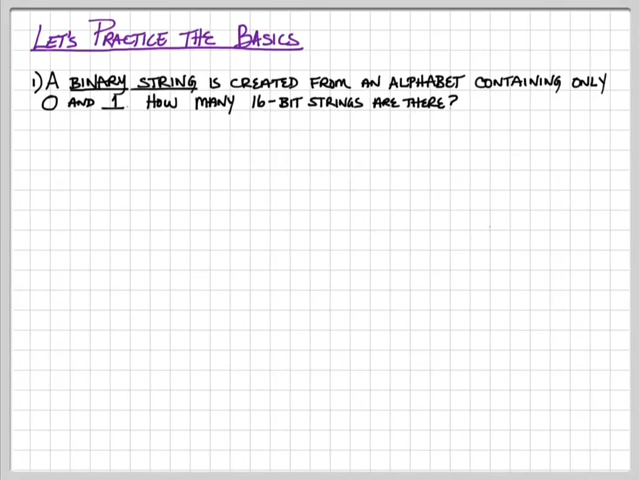 LET'S PRACTICE THE BASICS
1) A BINARY STRING IS CREATED FROM AN ALPHABET CONTAINING ONLY
0 AND 1. HOW MANY 16-BIT STRINGS ARE THERE?